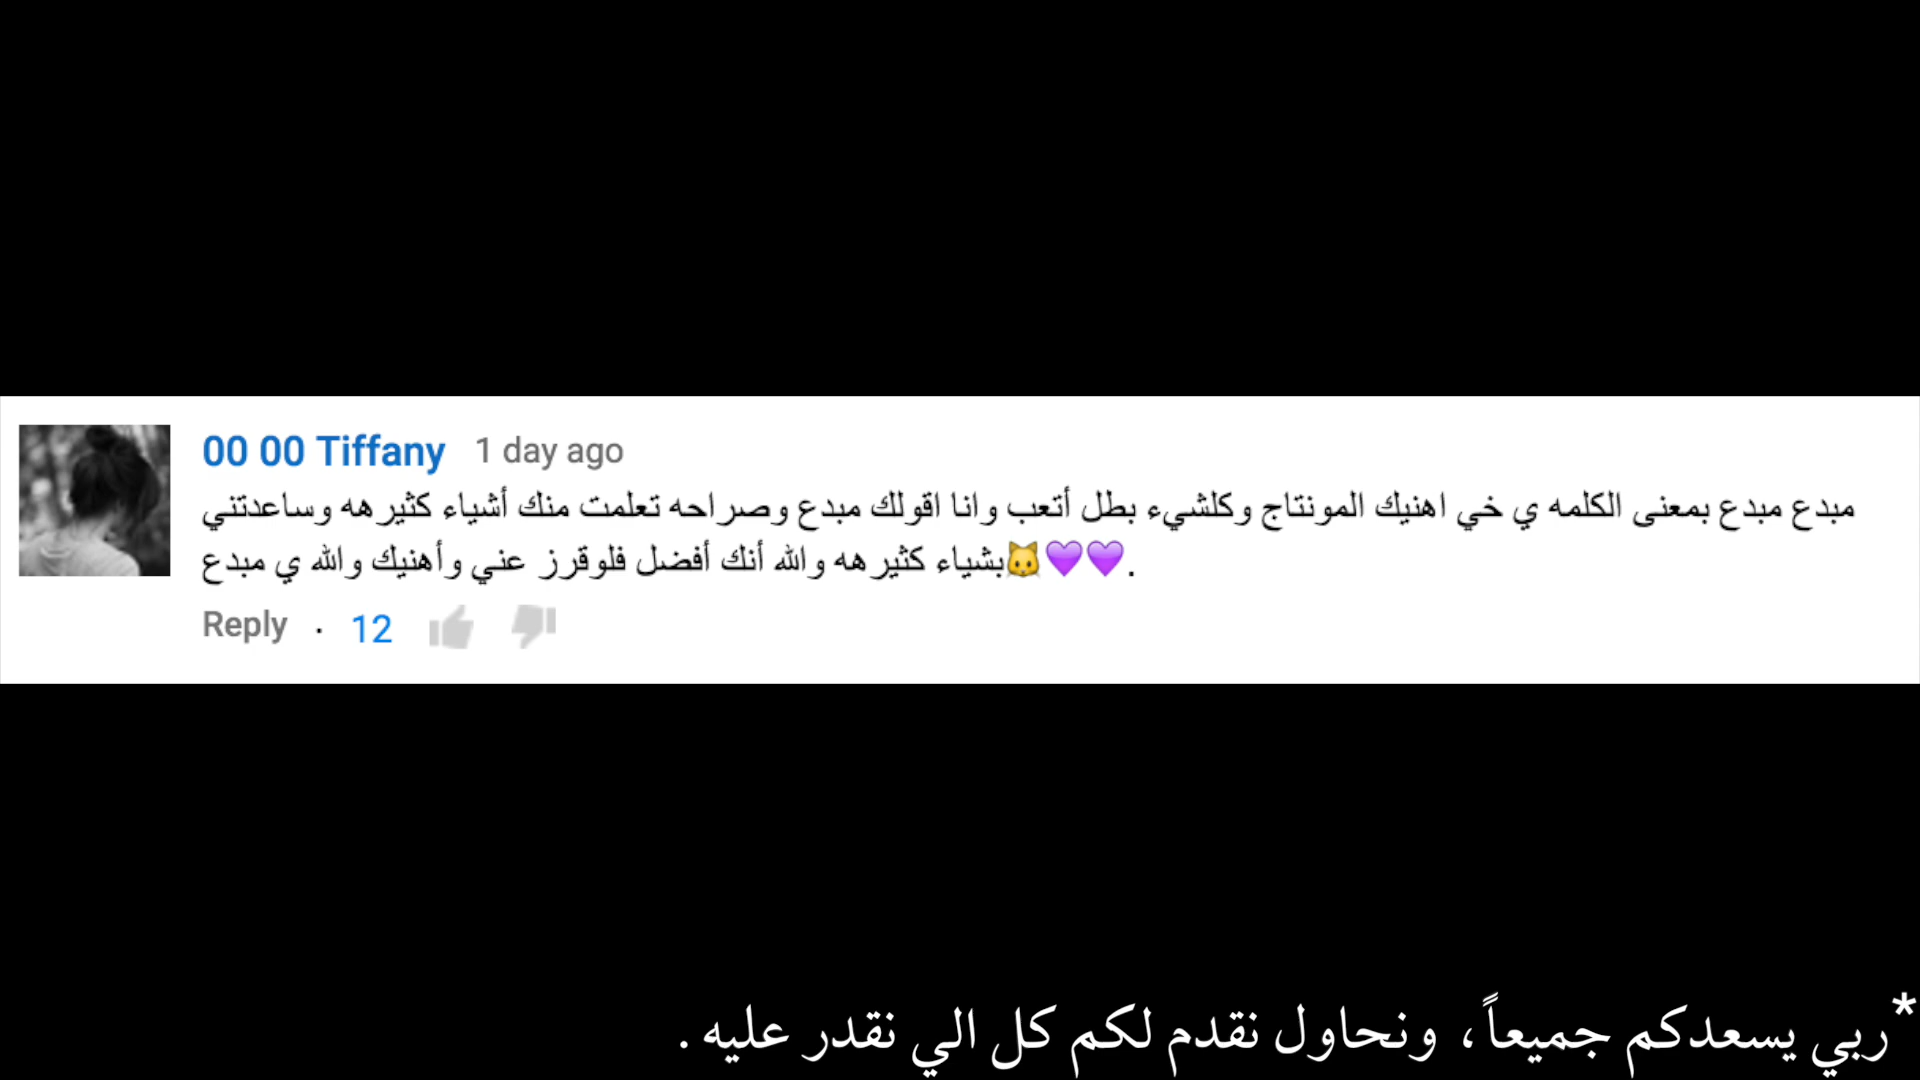 00 00 Tiffany 1 day ago
مبدع مبدع بمعنى الكلمه ي خي اهنيك المونتاج وكلشيء بطل أتعب وانا اقولك مبدع وصراحه تعلمت منك أشياء كثيرهه وساعدتني
بشياء كثيرهه والله أنك أفضل فلوقرز عني وأهنيك والله ي مبدع🐱💜💜.
Reply · 12
*ربي يسعدكم جميعاً، ونحاول نقدم لكم كل الي نقدر عليه .